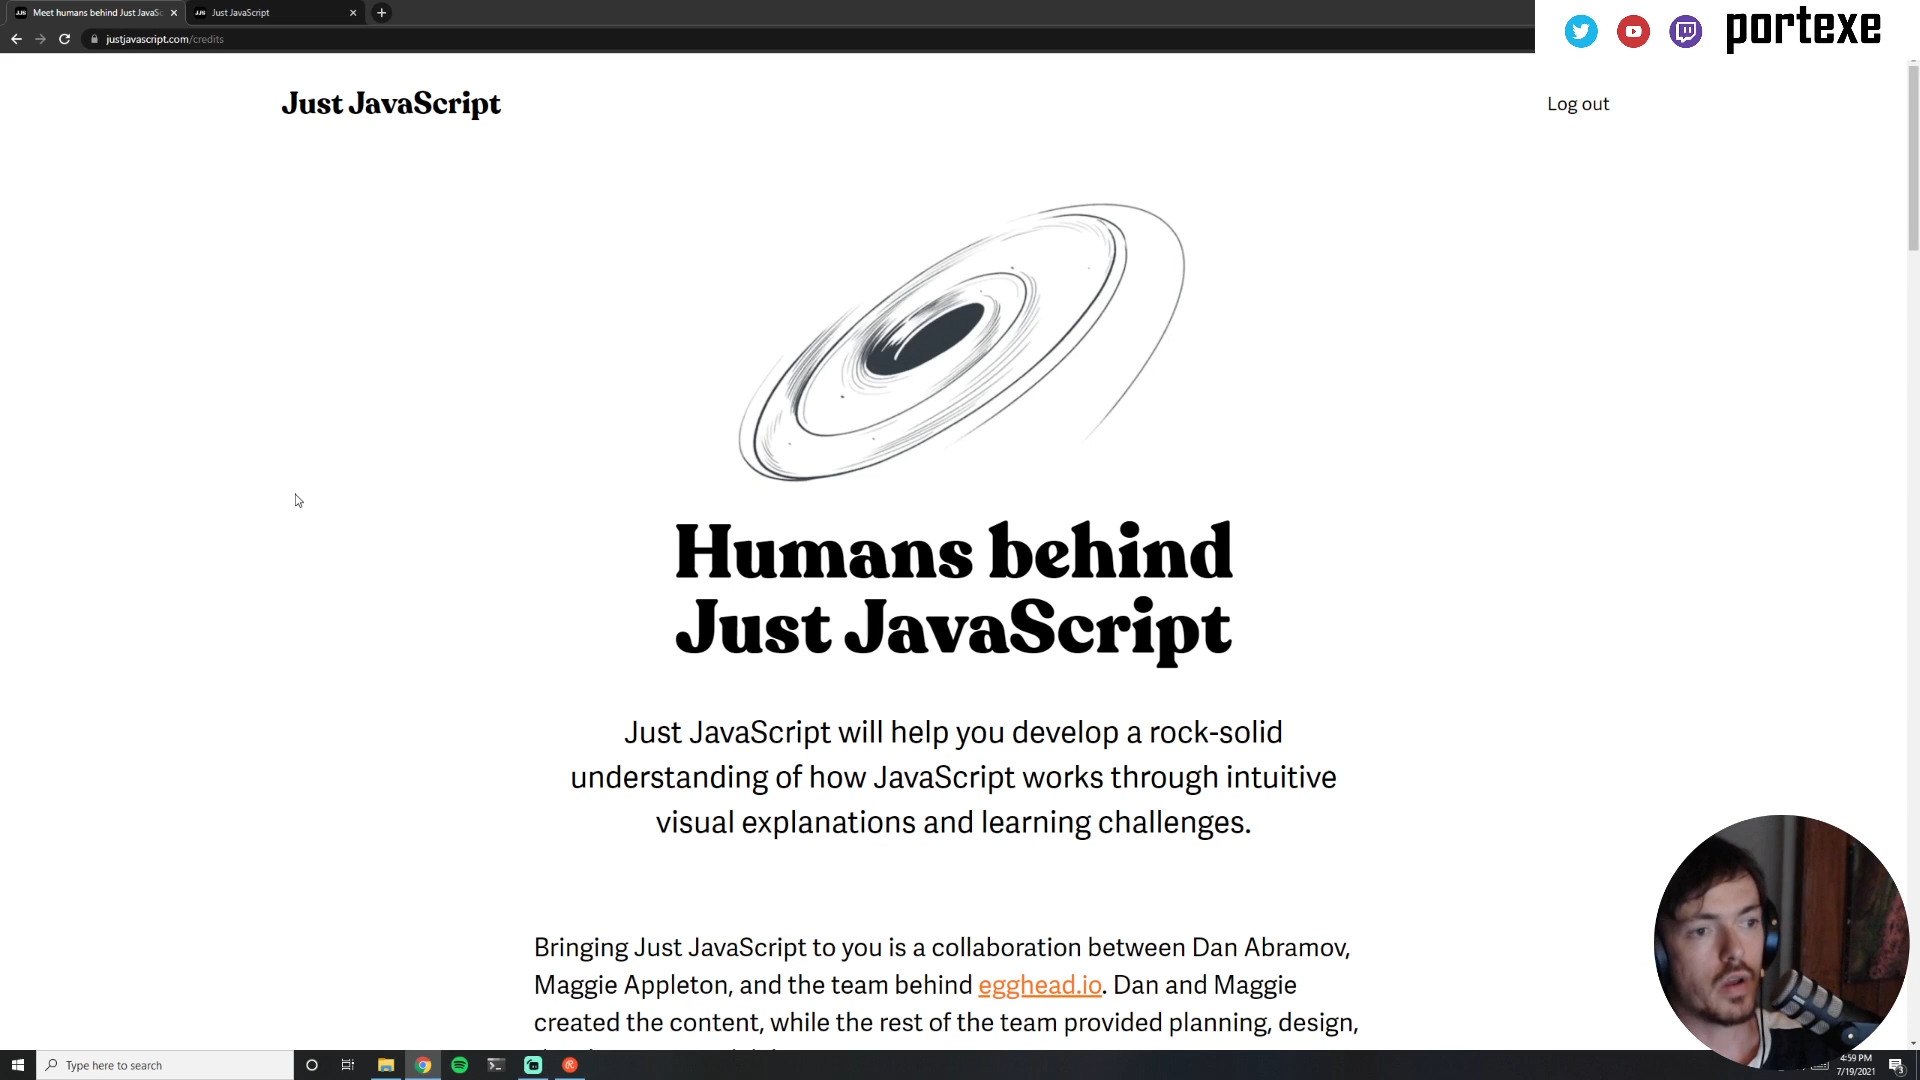 Meet humans behind Just JavaSc
Just JavaScript
justjavascript.com/credits
portexe
Just JavaScript
Log out
Humans behind
Just JavaScript
Just JavaScript will help you develop a rock-solid
understanding of how JavaScript works through intuitive
visual explanations and learning challenges.
Bringing Just JavaScript to you is a collaboration between Dan Abramov,
Maggie Appleton, and the team behind egghead.io. Dan and Maggie
created the content, while the rest of the team provided planning, design,
Type here to search
4:59 PM
7/19/2021